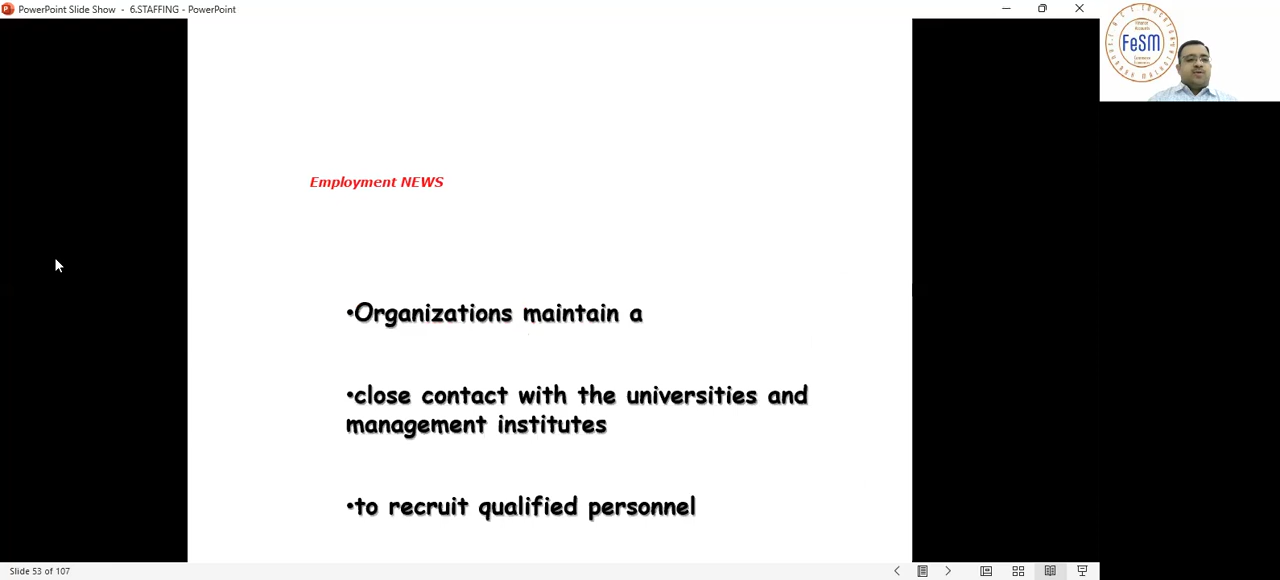 PowerPoint Slide Show - 6.STAFFING - PowerPoint
FeSM
Employment NEWS
•Organizations maintain a
•close contact with the universities and
management institutes
•to recruit qualified personnel
Slide 53 of 107